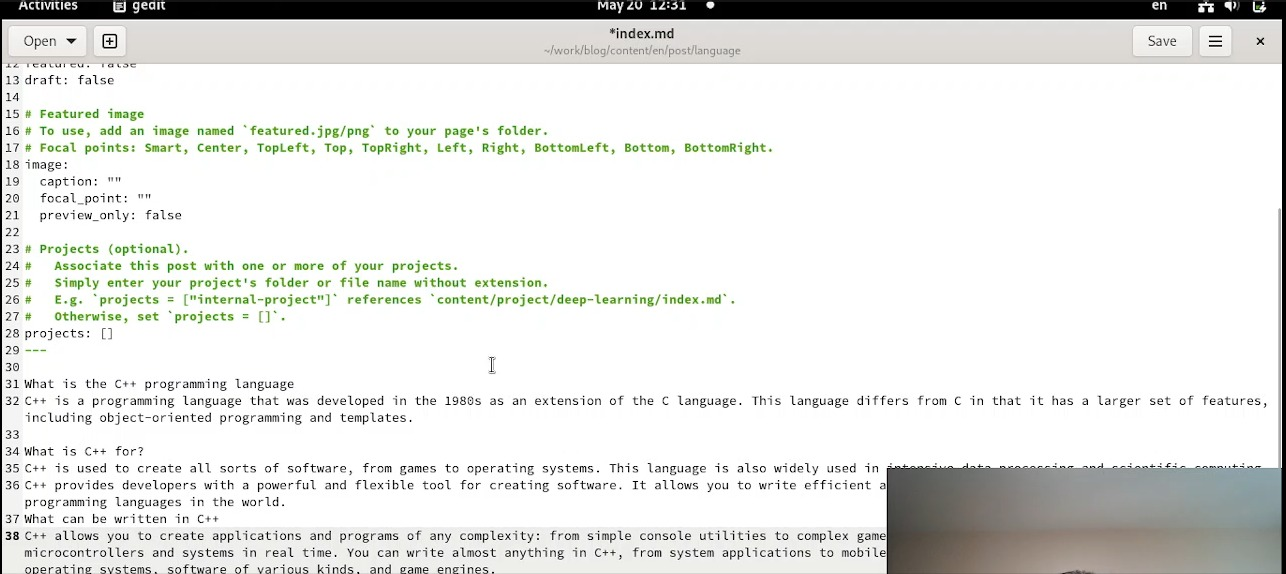 Activities gedit May 20 12:31 en
Open *index.md Save
~/work/blog/content/en/post/language
12 featured: false
13 draft: false
14
15 # Featured image
16 # To use, add an image named `featured.jpg/png` to your page's folder.
17 # Focal points: Smart, Center, TopLeft, Top, TopRight, Left, Right, BottomLeft, Bottom, BottomRight.
18 image:
19 caption: ""
20 focal_point: ""
21 preview_only: false
22
23 # Projects (optional).
24 # Associate this post with one or more of your projects.
25 # Simply enter your project's folder or file name without extension.
26 # E.g. `projects = ["internal-project"]` references `content/project/deep-learning/index.md`.
27 # Otherwise, set `projects = []`.
28 projects: []
29 ---
30
31 What is the C++ programming language
32 C++ is a programming language that was developed in the 1980s as an extension of the C language. This language differs from C in that it has a larger set of features,
including object-oriented programming and templates.
33
34 What is C++ for?
35 C++ is used to create all sorts of software, from games to operating systems. This language is also widely used in intensive data processing and scientific computing.
36 C++ provides developers with a powerful and flexible tool for creating software. It allows you to write efficient a
programming languages in the world.
37 What can be written in C++
38 C++ allows you to create applications and programs of any complexity: from simple console utilities to complex game
microcontrollers and systems in real time. You can write almost anything in C++, from system applications to mobile
operating systems, software of various kinds, and game engines.